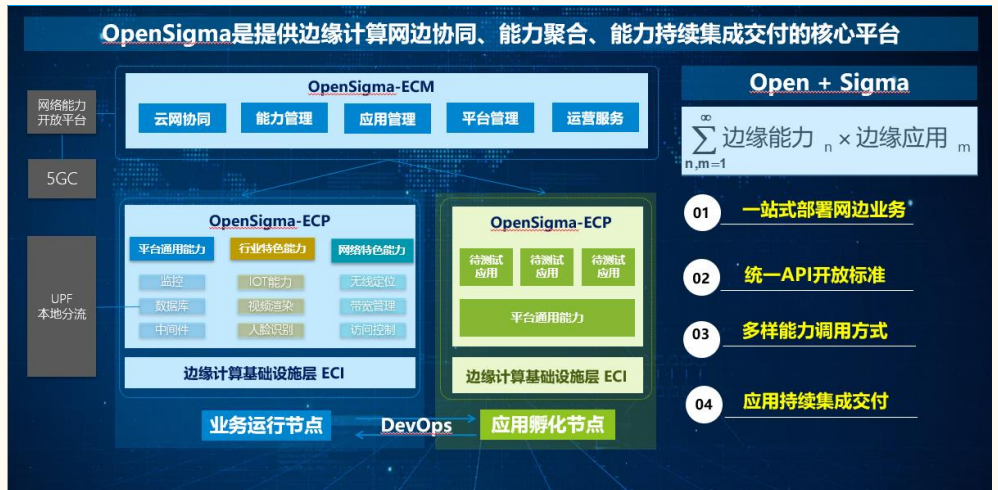 OpenSigma是提供边缘计算网边协同、能力聚合、能力持续集成交付的核心平台
网络能力
开放平台
5GC
UPF
本地分流
OpenSigma-ECM
云网协同
能力管理
应用管理
平台管理
运营服务
OpenSigma-ECP
平台通用能力
行业特色能力
网络特色能力
监控
IOT能力
无线定位
数据库
视频渲染
带宽管理
中间件
人脸识别
访问控制
边缘计算基础设施层 ECI
业务运行节点
OpenSigma-ECP
待测试
应用
待测试
应用
待测试
应用
平台通用能力
边缘计算基础设施层 ECI
DevOps
应用孵化节点
Open + Sigma
∞
∑ 边缘能力 n × 边缘应用 m
n,m=1
01 一站式部署网边业务
02 统一API开放标准
03 多样能力调用方式
04 应用持续集成交付